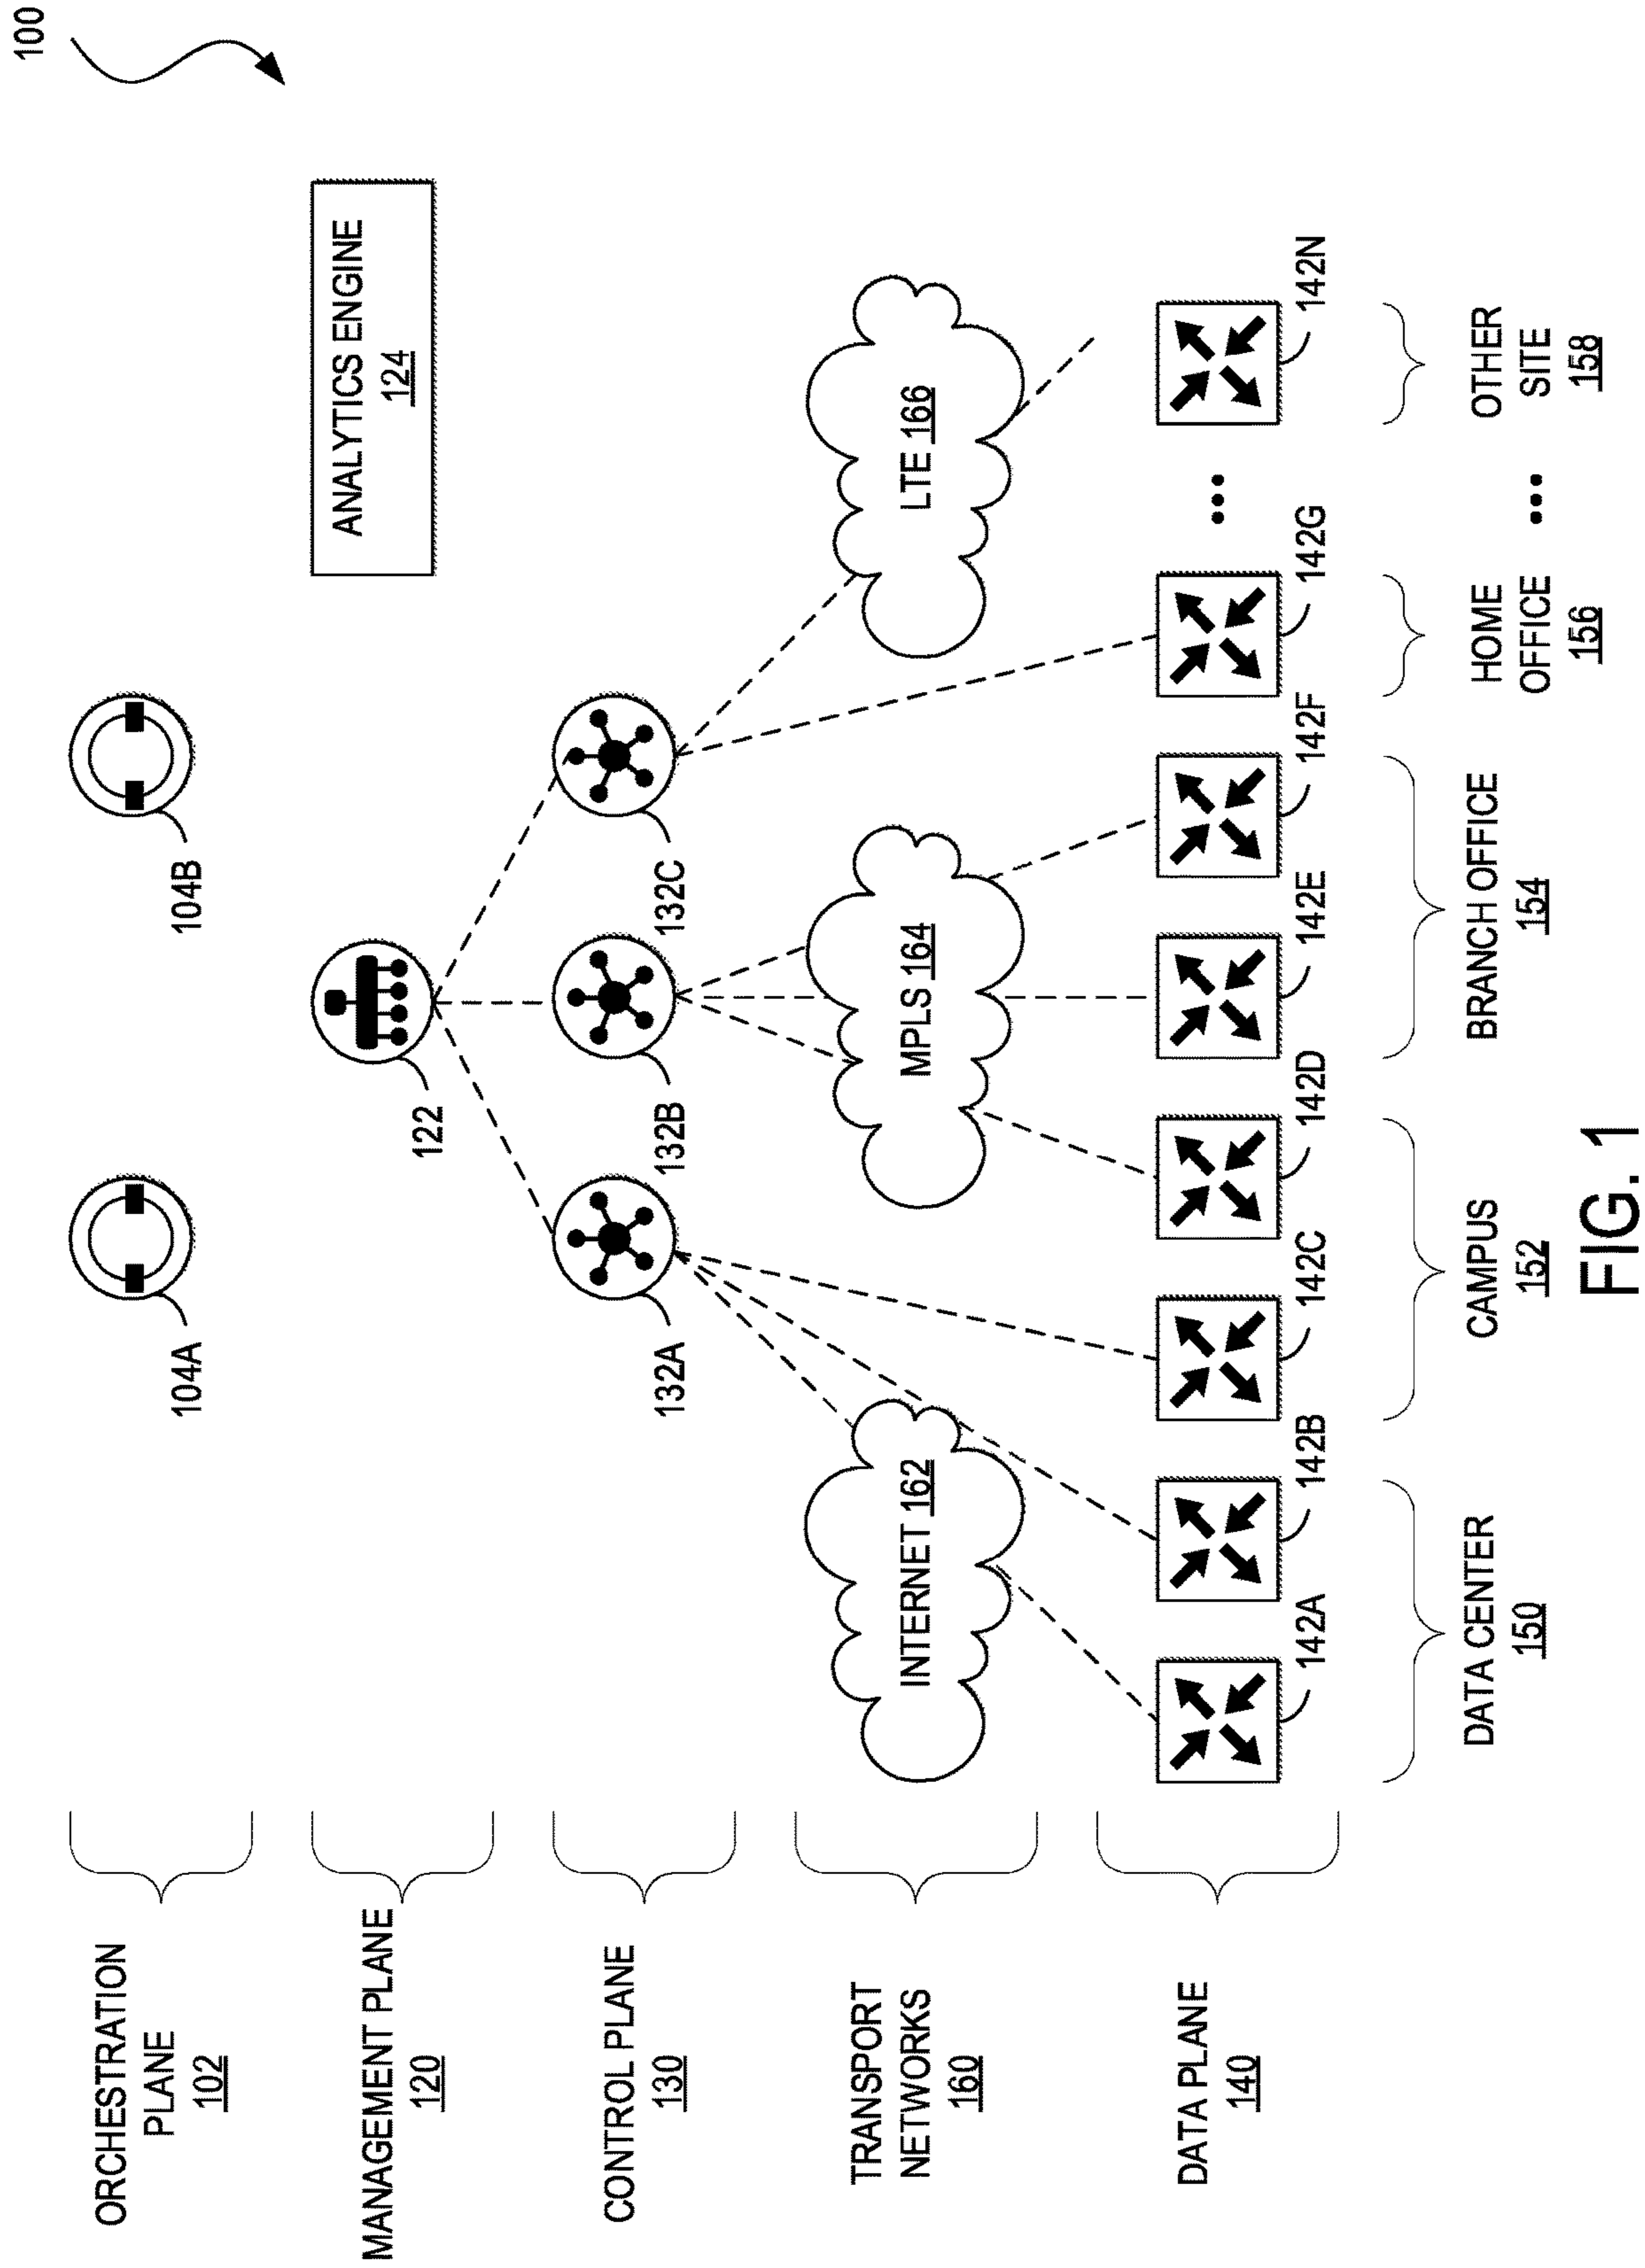 100
ORCHESTRATION
PLANE
102
104A
104B
MANAGEMENT PLANE
120
122
ANALYTICS ENGINE
124
CONTROL PLANE
130
132A
132B
132C
TRANSPORT
NETWORKS
160
INTERNET 162
MPLS 164
LTE 166
DATA PLANE
140
142A
142B
142C
142D
142E
142F
142G
...
142N
DATA CENTER
150
CAMPUS
152
BRANCH OFFICE
154
HOME
OFFICE
156
...
OTHER
SITE
158
FIG. 1